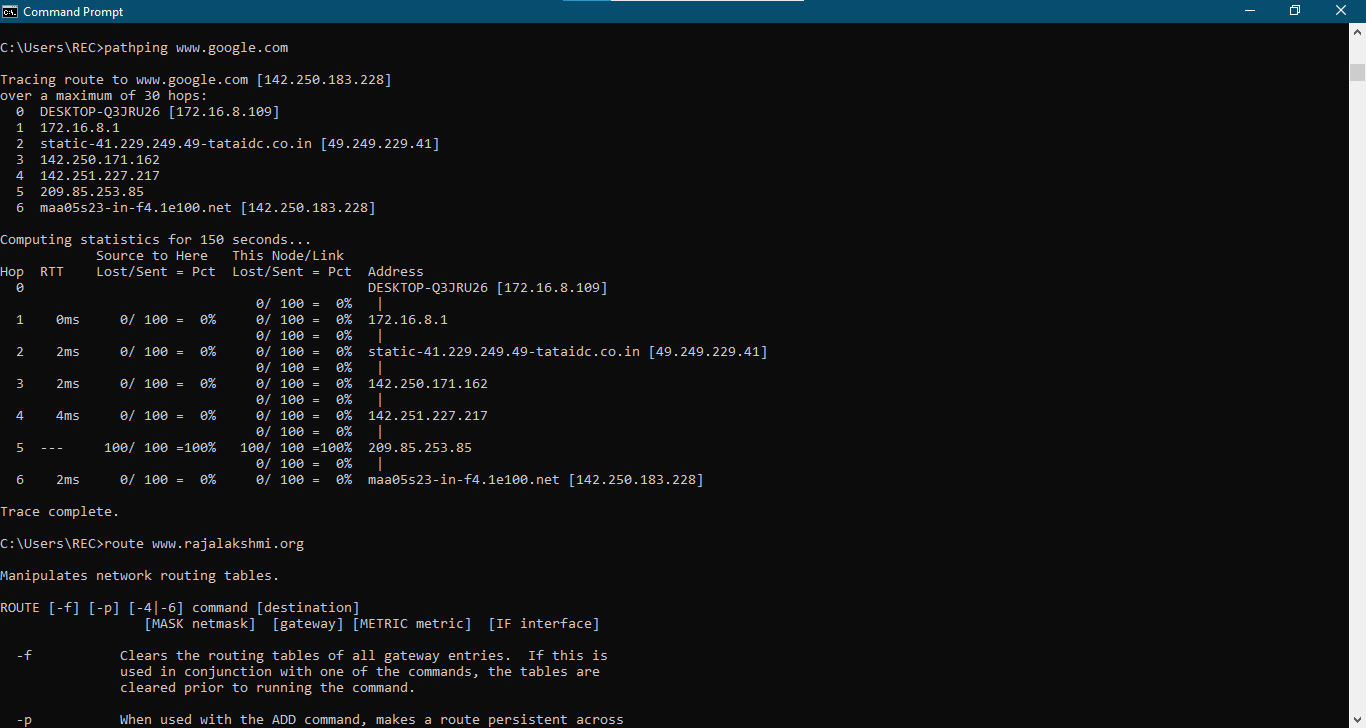 Command Prompt
C:\Users\REC>pathping www.google.com
Tracing route to www.google.com [142.250.183.228]
over a maximum of 30 hops:
  0  DESKTOP-Q3JRU26 [172.16.8.109]
  1  172.16.8.1
  2  static-41.229.249.49-tataidc.co.in [49.249.229.41]
  3  142.250.171.162
  4  142.251.227.217
  5  209.85.253.85
  6  maa05s23-in-f4.1e100.net [142.250.183.228]
Computing statistics for 150 seconds...
            Source to Here   This Node/Link
Hop  RTT    Lost/Sent = Pct  Lost/Sent = Pct  Address
  0                                           DESKTOP-Q3JRU26 [172.16.8.109]
                                0/ 100 =  0%   |
  1    0ms     0/ 100 =  0%     0/ 100 =  0%  172.16.8.1
                                0/ 100 =  0%   |
  2    2ms     0/ 100 =  0%     0/ 100 =  0%  static-41.229.249.49-tataidc.co.in [49.249.229.41]
                                0/ 100 =  0%   |
  3    2ms     0/ 100 =  0%     0/ 100 =  0%  142.250.171.162
                                0/ 100 =  0%   |
  4    4ms     0/ 100 =  0%     0/ 100 =  0%  142.251.227.217
                                0/ 100 =  0%   |
  5  ---     100/ 100 =100%   100/ 100 =100%  209.85.253.85
                                0/ 100 =  0%   |
  6    2ms     0/ 100 =  0%     0/ 100 =  0%  maa05s23-in-f4.1e100.net [142.250.183.228]
Trace complete.
C:\Users\REC>route www.rajalakshmi.org
Manipulates network routing tables.
ROUTE [-f] [-p] [-4|-6] command [destination]
                  [MASK netmask]  [gateway] [METRIC metric]  [IF interface]
  -f           Clears the routing tables of all gateway entries.  If this is
               used in conjunction with one of the commands, the tables are
               cleared prior to running the command.
  -p           When used with the ADD command, makes a route persistent across